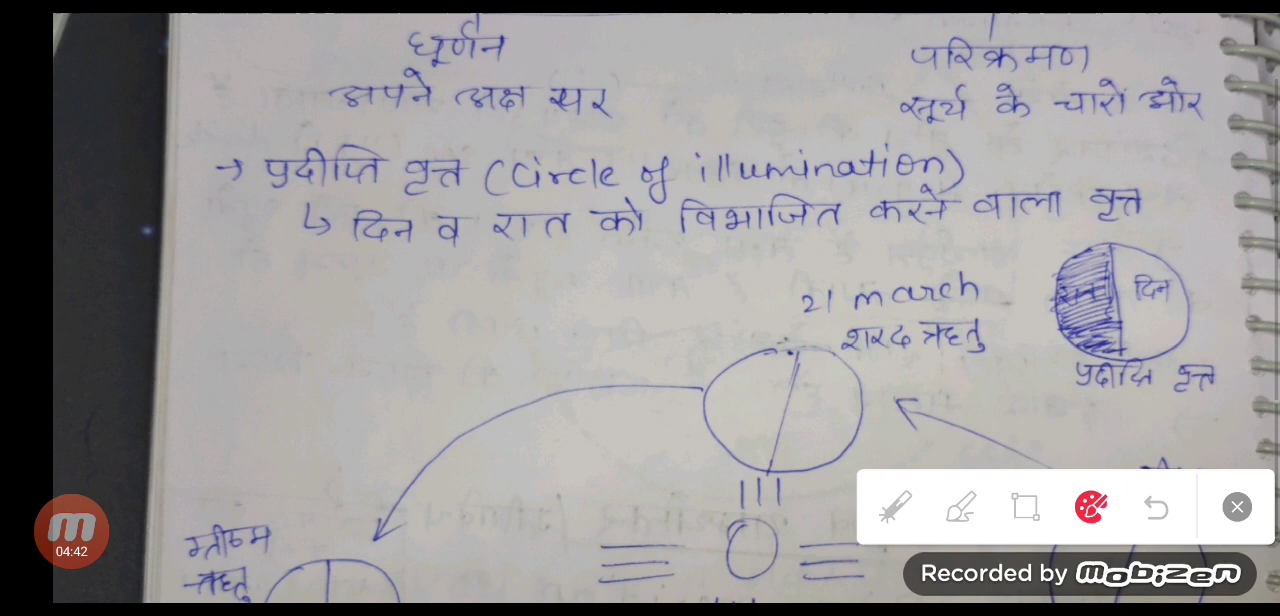 घूर्णन
परिक्रमण
अपने अक्ष पर
सूर्य के चारो ओर
→ प्रदीप्ति वृत्त (Circle of illumination)
↳ दिन व रात को विभाजित करने वाला वृत्त
21 march
शरद ऋतु
रात दिन
प्रदीप्ति वृत्त
ग्रीष्म
ऋतु
04:42
Recorded by mobizen